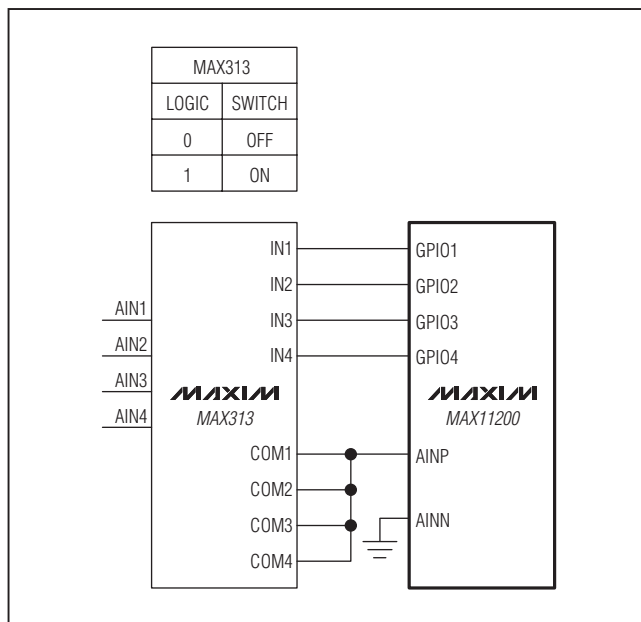 MAX313
LOGIC SWITCH
0 OFF
1 ON
IN1 GPIO1
IN2 GPIO2
AIN1 IN3 GPIO3
AIN2 IN4 GPIO4
AIN3
AIN4
MAXIM MAXIM
MAX313 MAX11200
COM1 AINP
COM2
COM3 AINN
COM4